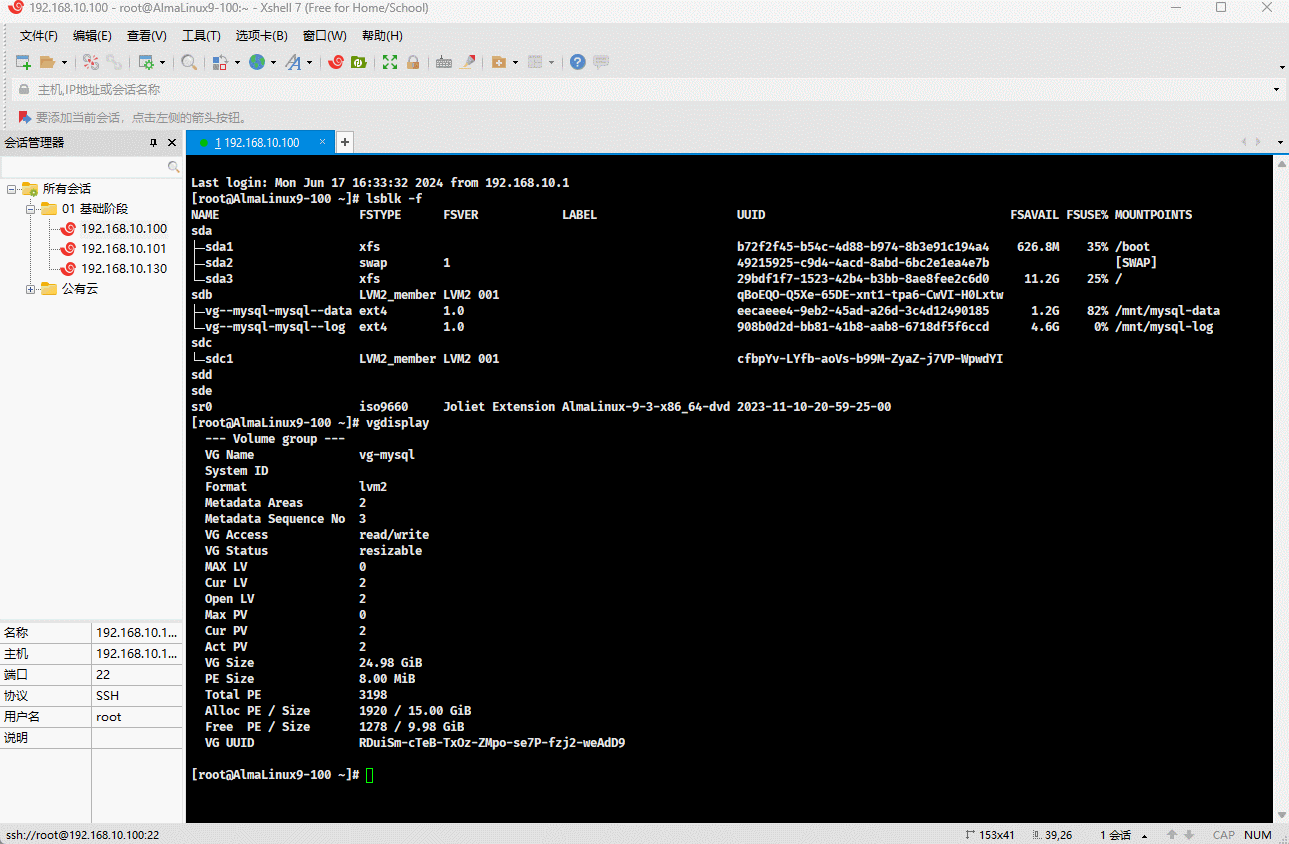 192.168.10.100 - root@AlmaLinux9-100:~ - Xshell 7 (Free for Home/School)
文件(F) 编辑(E) 查看(V) 工具(T) 选项卡(B) 窗口(W) 帮助(H)
主机,IP地址或会话名称
要添加当前会话，点击左侧的箭头按钮。
会话管理器
1 192.168.10.100
所有会话
01 基础阶段
192.168.10.100
192.168.10.101
192.168.10.130
公有云
名称 192.168.10.1...
主机 192.168.10.1...
端口 22
协议 SSH
用户名 root
说明
Last login: Mon Jun 17 16:33:32 2024 from 192.168.10.1
[root@AlmaLinux9-100 ~]# lsblk -f
NAME FSTYPE FSVER LABEL UUID FSAVAIL FSUSE% MOUNTPOINTS
sda
├─sda1 xfs b72f2f45-b54c-4d88-b974-8b3e91c194a4 626.8M 35% /boot
├─sda2 swap 1 49215925-c9d4-4acd-8abd-6bc2e1ea4e7b [SWAP]
└─sda3 xfs 29bdf1f7-1523-42b4-b3bb-8ae8fee2c6d0 11.2G 25% /
sdb LVM2_member LVM2 001 qBoEQO-Q5Xe-65DE-xnt1-tpa6-CwVI-H0Lxtw
├─vg--mysql-mysql--data ext4 1.0 eecaeee4-9eb2-45ad-a26d-3c4d12490185 1.2G 82% /mnt/mysql-data
└─vg--mysql-mysql--log ext4 1.0 908b0d2d-bb81-41b8-aab8-6718df5f6ccd 4.6G 0% /mnt/mysql-log
sdc
└─sdc1 LVM2_member LVM2 001 cfbpYv-LYfb-aoVs-b99M-ZyaZ-j7VP-WpwdYI
sdd
sde
sr0 iso9660 Joliet Extension AlmaLinux-9-3-x86_64-dvd 2023-11-10-20-59-25-00
[root@AlmaLinux9-100 ~]# vgdisplay
--- Volume group ---
VG Name vg-mysql
System ID
Format lvm2
Metadata Areas 2
Metadata Sequence No 3
VG Access read/write
VG Status resizable
MAX LV 0
Cur LV 2
Open LV 2
Max PV 0
Cur PV 2
Act PV 2
VG Size 24.98 GiB
PE Size 8.00 MiB
Total PE 3198
Alloc PE / Size 1920 / 15.00 GiB
Free PE / Size 1278 / 9.98 GiB
VG UUID RDuiSm-cTeB-TxOz-ZMpo-se7P-fzj2-weAdD9
[root@AlmaLinux9-100 ~]#
ssh://root@192.168.10.100:22 153x41 39,26 1 会话 CAP NUM